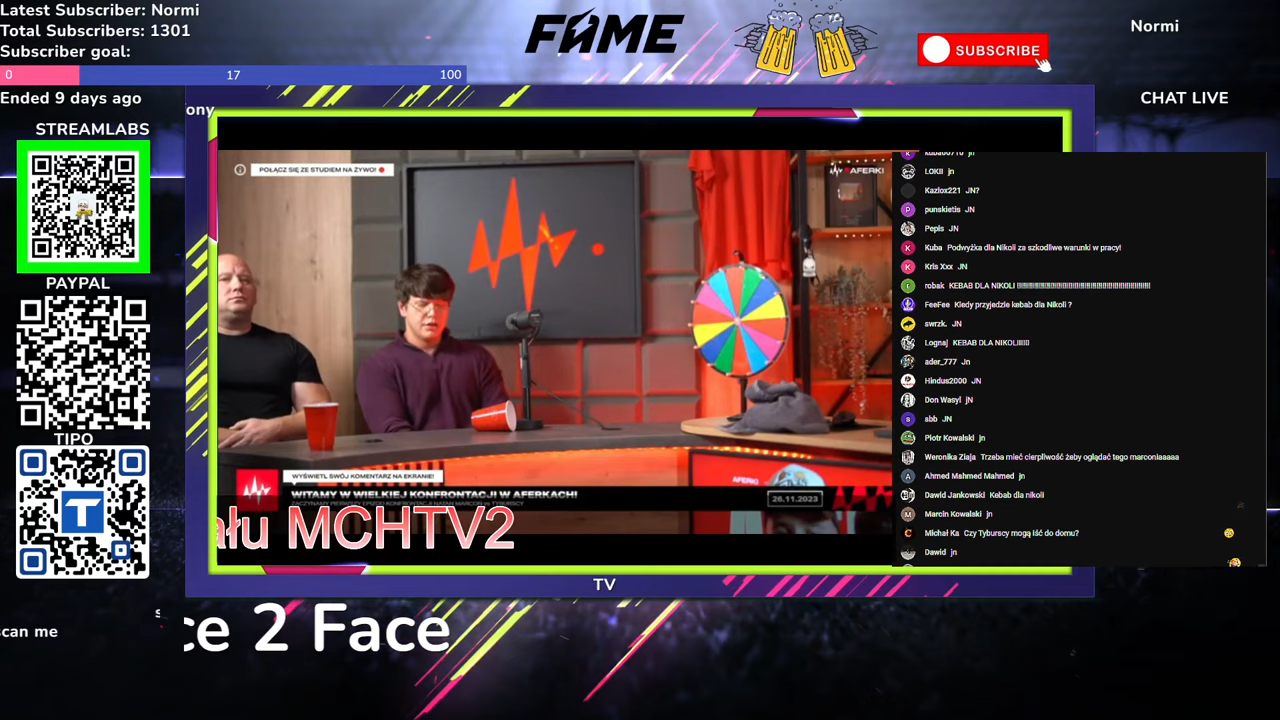 Latest Subscriber: Normi
Total Subscribers: 1301
Subscriber goal:
0 17 100
Ended 9 days ago
STREAMLABS
PAYPAL
TIPO
T
can me
FAME
SUBSCRIBE
Normi
CHAT LIVE
ony
POŁĄCZ SIĘ ZE STUDIEM NA ŻYWO!
AFERKI
WYŚWIETL SWÓJ KOMENTARZ NA EKRANIE!
WITAMY W WIELKIEJ KONFRONTACJI W AFERKACH!
AFERKI
26.11.2023
ału MCHTV2
TV
ce 2 Face
jn
LOKII jn
Kazlox221 JN?
punskietis JN
Pepis JN
Kuba Podwyżka dla Nikoli za szkodliwe warunki w pracy!
Kris Xxx JN
robak KEBAB DLA NIKOLI
FeeFee Kiedy przyjedzie kebab dla Nikoli ?
swrzk. JN
Lognaj KEBAB DLA NIKOLI!!!!!
ader_777 Jn
Hindus2000 JN
Don Wasyl jN
abb JN
Piotr Kowalski jn
Weronika Ziaja Trzeba mieć cierpliwość żeby oglądać tego marconiaaaaa
Ahmed Mahmed Mahmed jn
Dawid Jankowski Kebab dla nikoli
Marcin Kowalski jn
Michał Ka Czy Tyburscy mogą iść do domu?
Dawid jn